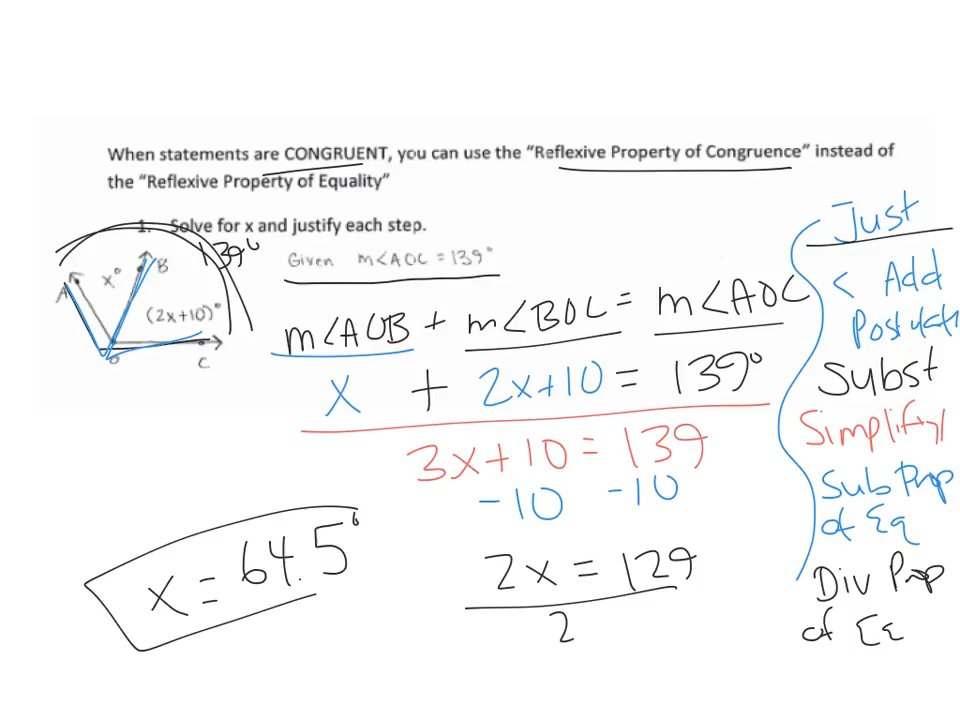 When statements are CONGRUENT, you can use the “Reflexive Property of Congruence” instead of
the “Reflexive Property of Equality”
1. Solve for x and justify each step.
Just
139°
Given m<AOC = 139°
A
x°
B
(2x+10)°
O
C
m<AOB + m<BOC = m<AOC
< Add
Postulate
x + 2x+10 = 139°
Subst
3x+10 = 139
Simplify
-10 -10
Sub Prop
of Eq
x = 64.5°
2x = 129
2
Div Prop
of Eq